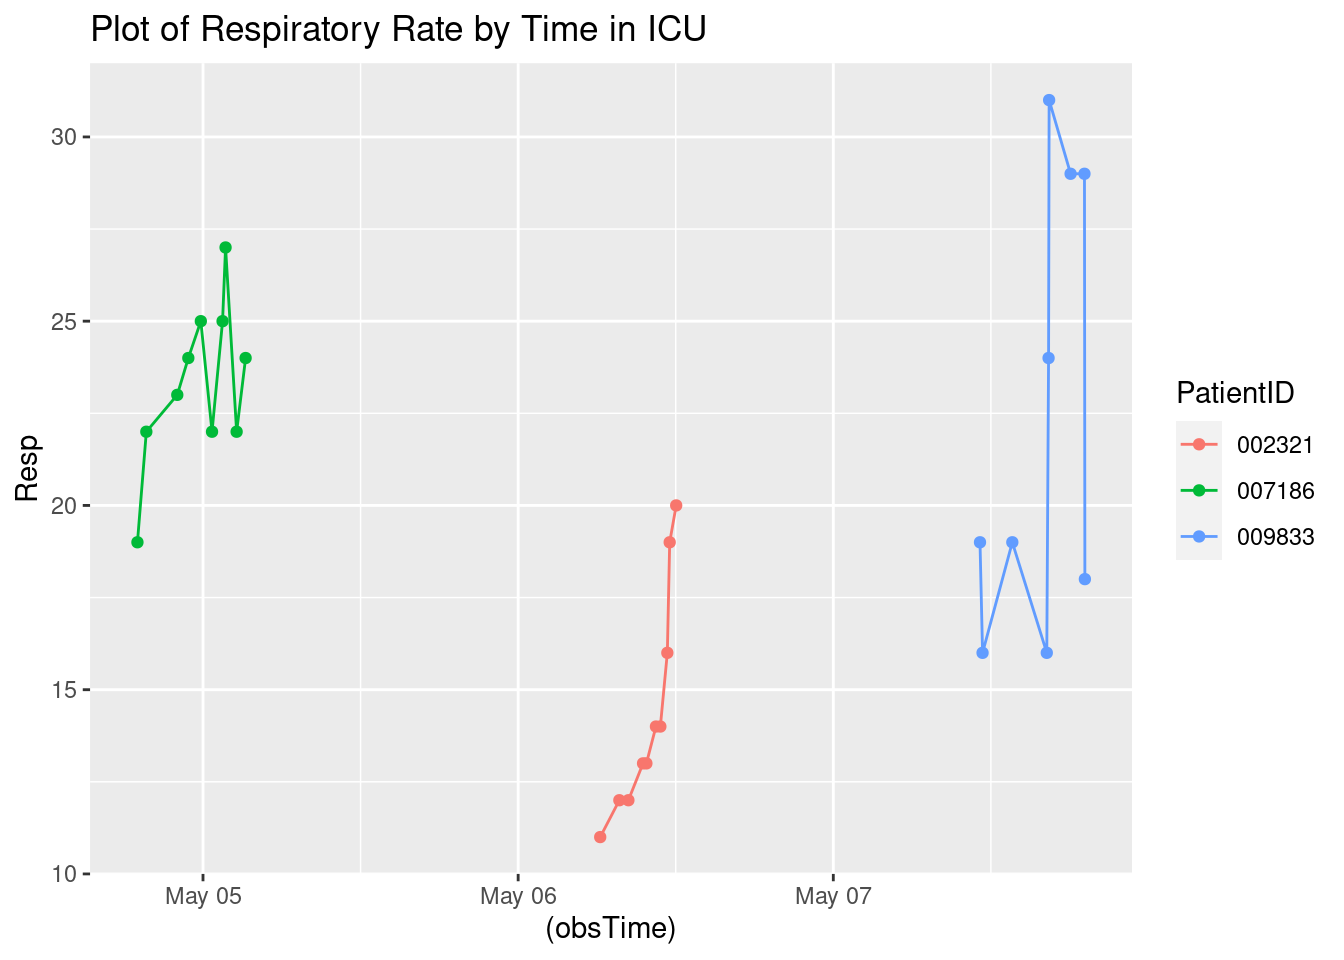 Plot of Respiratory Rate by Time in ICU
30
25
20
15
10
Resp
May 05
May 06
May 07
(obsTime)
PatientID
002321
007186
009833